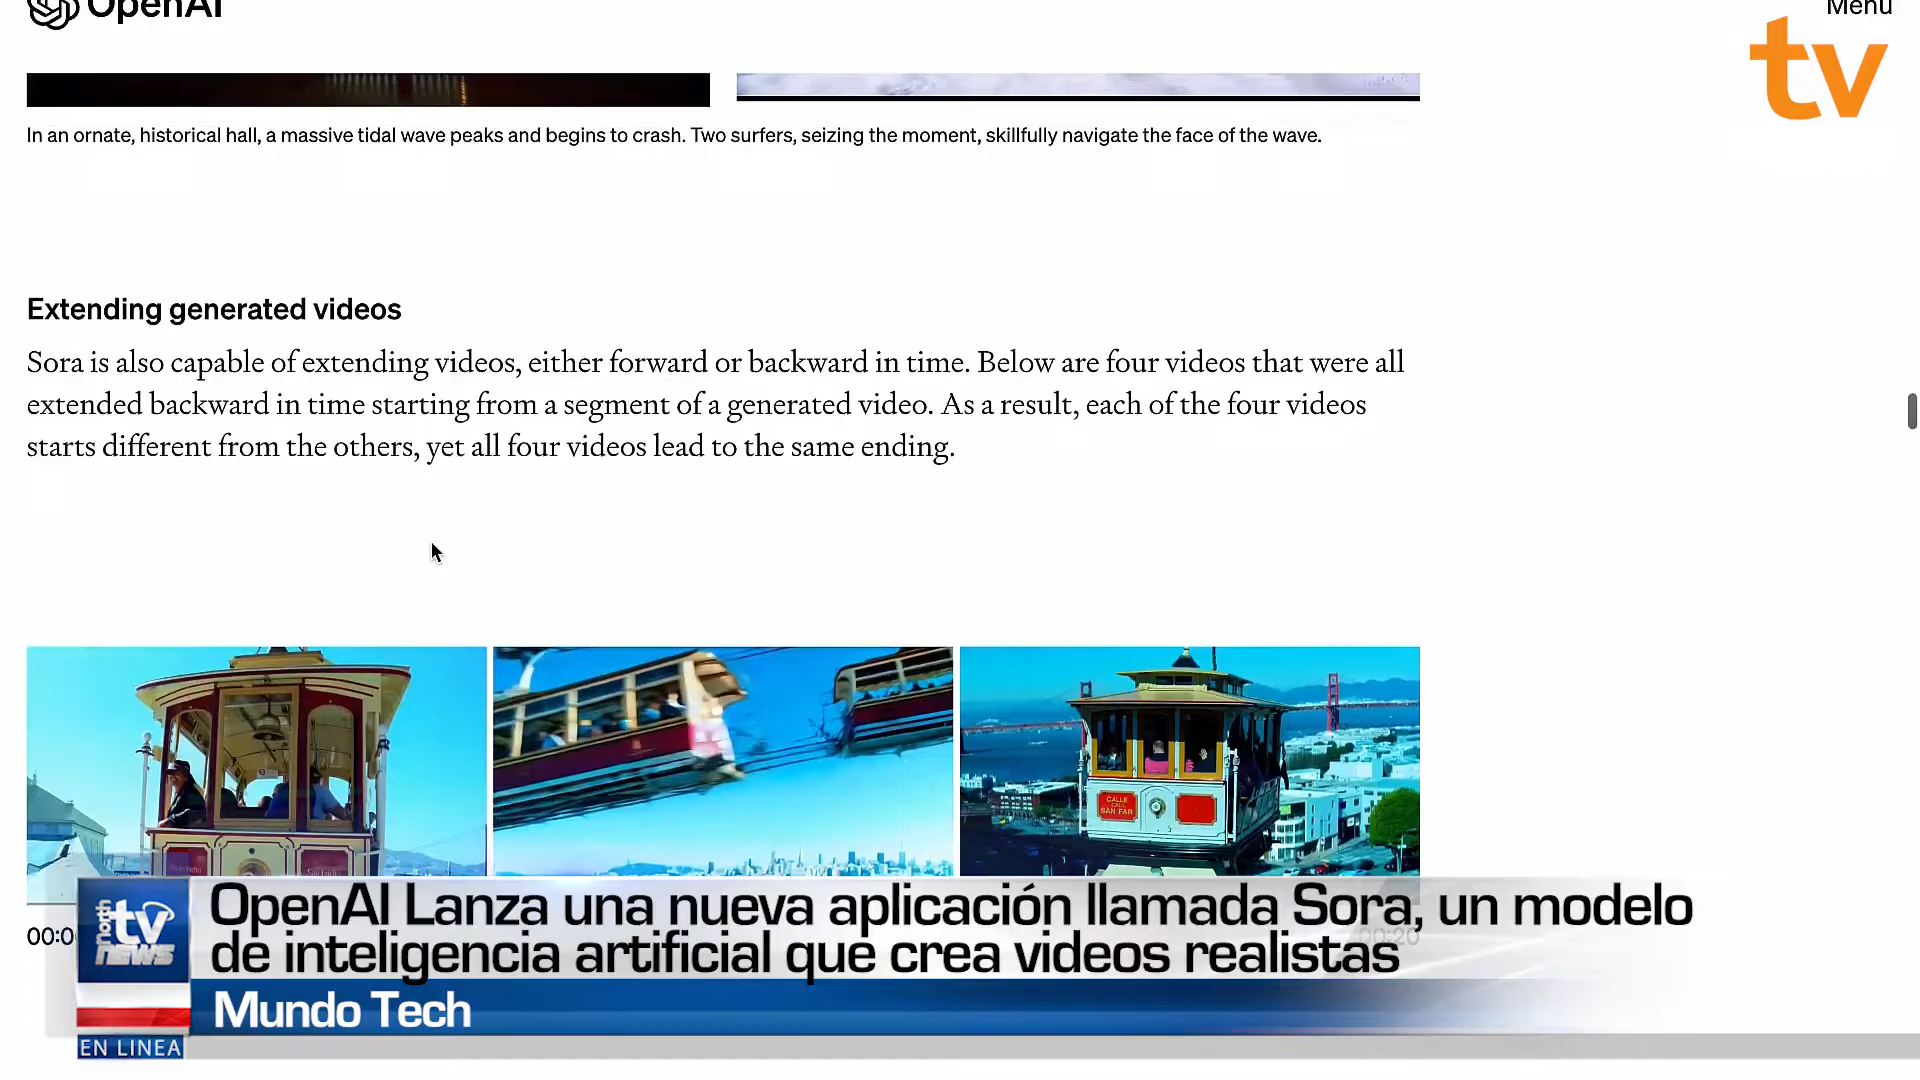 OpenAI
Menu
tv
In an ornate, historical hall, a massive tidal wave peaks and begins to crash. Two surfers, seizing the moment, skillfully navigate the face of the wave.
Extending generated videos
Sora is also capable of extending videos, either forward or backward in time. Below are four videos that were all
extended backward in time starting from a segment of a generated video. As a result, each of the four videos
starts different from the others, yet all four videos lead to the same ending.
CALLE
CALL
SAN FAR
00:0
00:20
north
tv
NEWS
OpenAI Lanza una nueva aplicación llamada Sora, un modelo
de inteligencia artificial que crea videos realistas
Mundo Tech
EN LINEA